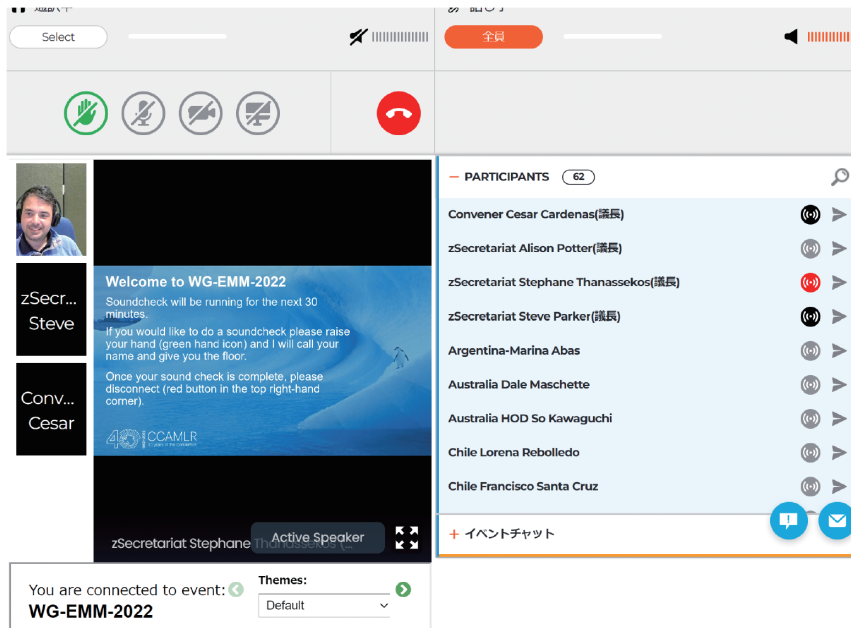 Select
全員
PARTICIPANTS 62
Convener Cesar Cardenas(議長)
zSecretariat Alison Potter(議長)
zSecretariat Stephane Thanassekos(議長)
zSecretariat Steve Parker(議長)
Argentina-Marina Abas
Australia Dale Maschette
Australia HOD So Kawaguchi
Chile Lorena Rebolledo
Chile Francisco Santa Cruz
イベントチャット
zSecr...
Steve
Conv...
Cesar
Welcome to WG-EMM-2022
Soundcheck will be running for the next 30
minutes.
If you would like to do a soundcheck please raise
your hand (green hand icon) and I will call your
name and give you the floor.
Once your sound check is complete, please
disconnect (red button in the top right-hand
corner).
40 CCAMLR
zSecretariat Stephane Thanassekos (...
Active Speaker
You are connected to event:
WG-EMM-2022
Themes:
Default